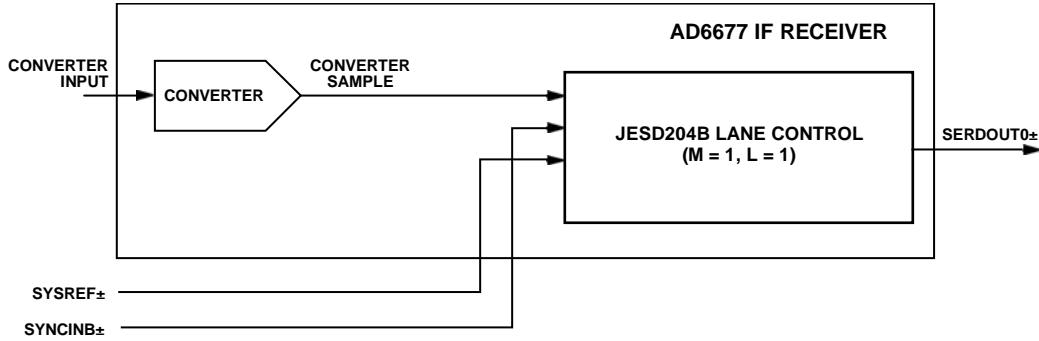 AD6677 IF RECEIVER
CONVERTER
INPUT
CONVERTER
CONVERTER
SAMPLE
JESD204B LANE CONTROL
(M = 1, L = 1)
SERDOUT0±
SYSREF±
SYNCINB±